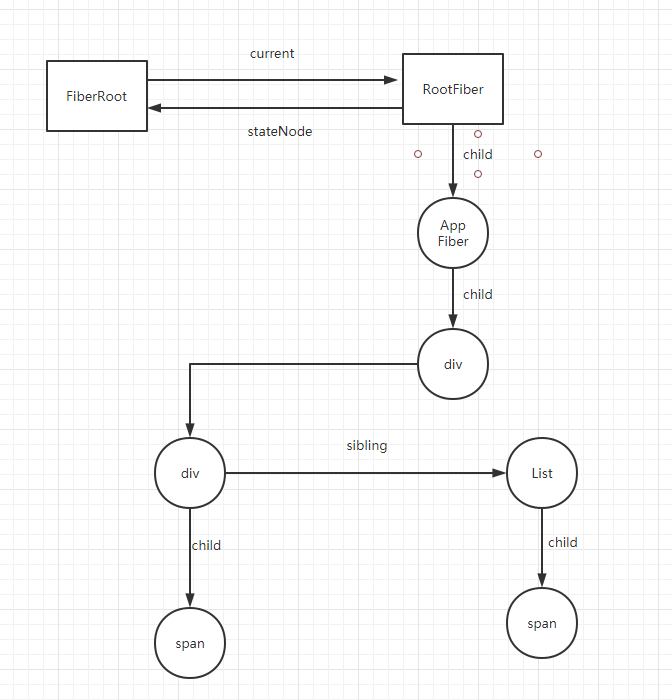 current
FiberRoot
RootFiber
stateNode
child
App
Fiber
child
div
sibling
div
List
child
child
span
span